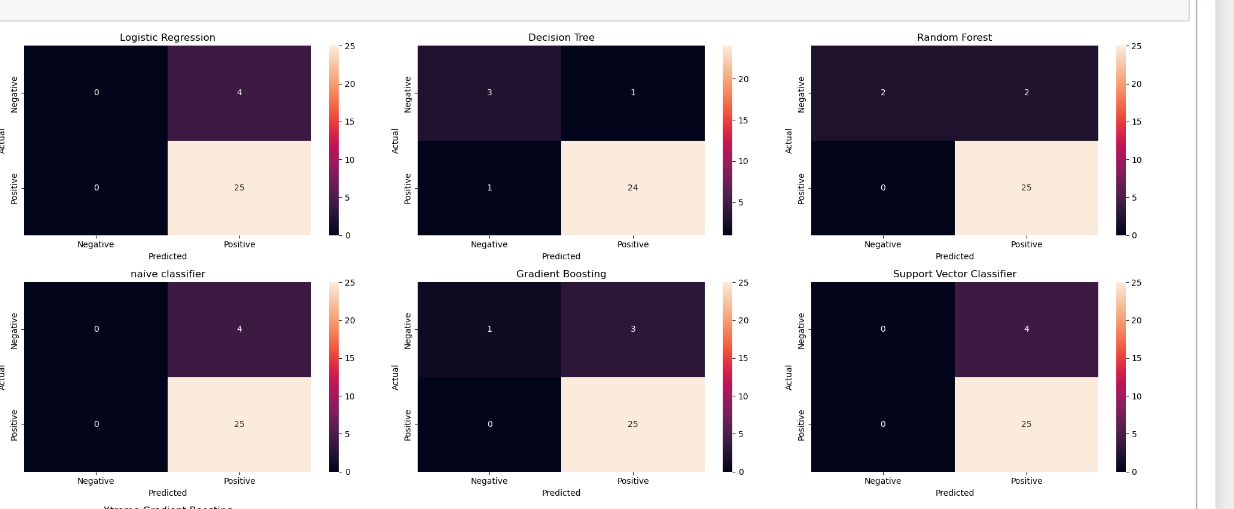 Logistic Regression
Decision Tree
Random Forest
Negative
0
4
Positive
0
25
Actual
Negative
Positive
Predicted
25
20
15
10
5
0
Negative
3
1
Positive
1
24
Actual
Negative
Positive
Predicted
20
15
10
5
Negative
2
2
Positive
0
25
Actual
Negative
Positive
Predicted
25
20
15
10
5
0
naive classifier
Gradient Boosting
Support Vector Classifier
Negative
0
4
Positive
0
25
Actual
Negative
Positive
Predicted
25
20
15
10
5
0
Negative
1
3
Positive
0
25
Actual
Negative
Positive
Predicted
25
20
15
10
5
0
Negative
0
4
Positive
0
25
Actual
Negative
Positive
Predicted
25
20
15
10
5
0
Xtreme Gradient Boosting